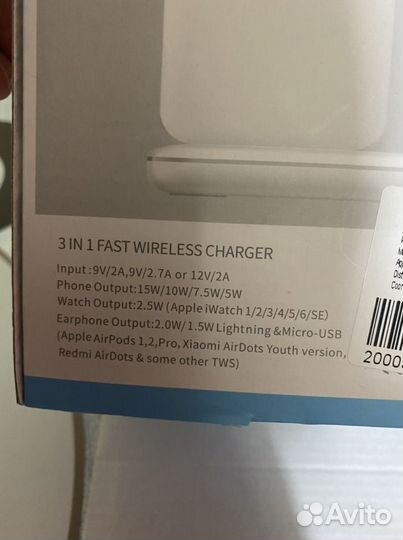 3 IN 1 FAST WIRELESS CHARGER
Input:9V/2A,9V/2.7A or 12V/2A
Phone Output:15W/10W/7.5W/5W
Watch Output:2.5W (Apple iWatch 1/2/3/4/5/6/SE)
Earphone Output:2.0W/ 1.5W Lightning &Micro-USB
(Apple AirPods 1,2,Pro, Xiaomi AirDots Youth version,
Redmi AirDots & some other TWS)
Avito